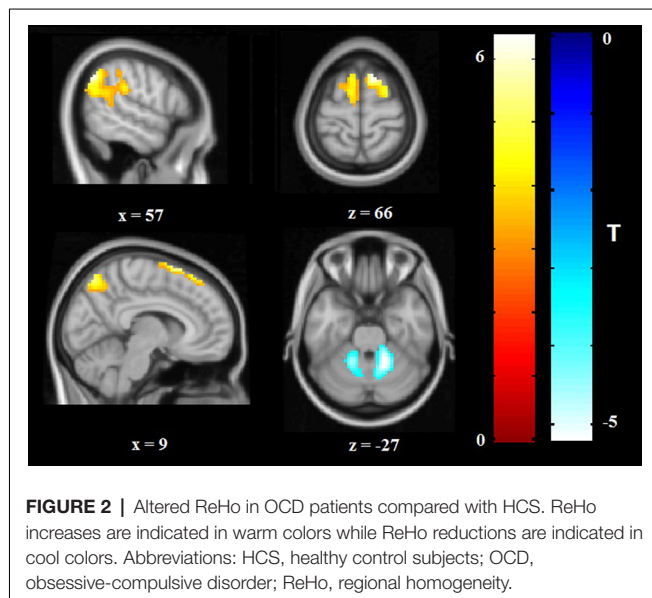 6
0
x = 57
z = 66
T
x = 9
z = -27
0
-5
FIGURE 2 | Altered ReHo in OCD patients compared with HCS. ReHo
increases are indicated in warm colors while ReHo reductions are indicated in
cool colors. Abbreviations: HCS, healthy control subjects; OCD,
obsessive-compulsive disorder; ReHo, regional homogeneity.